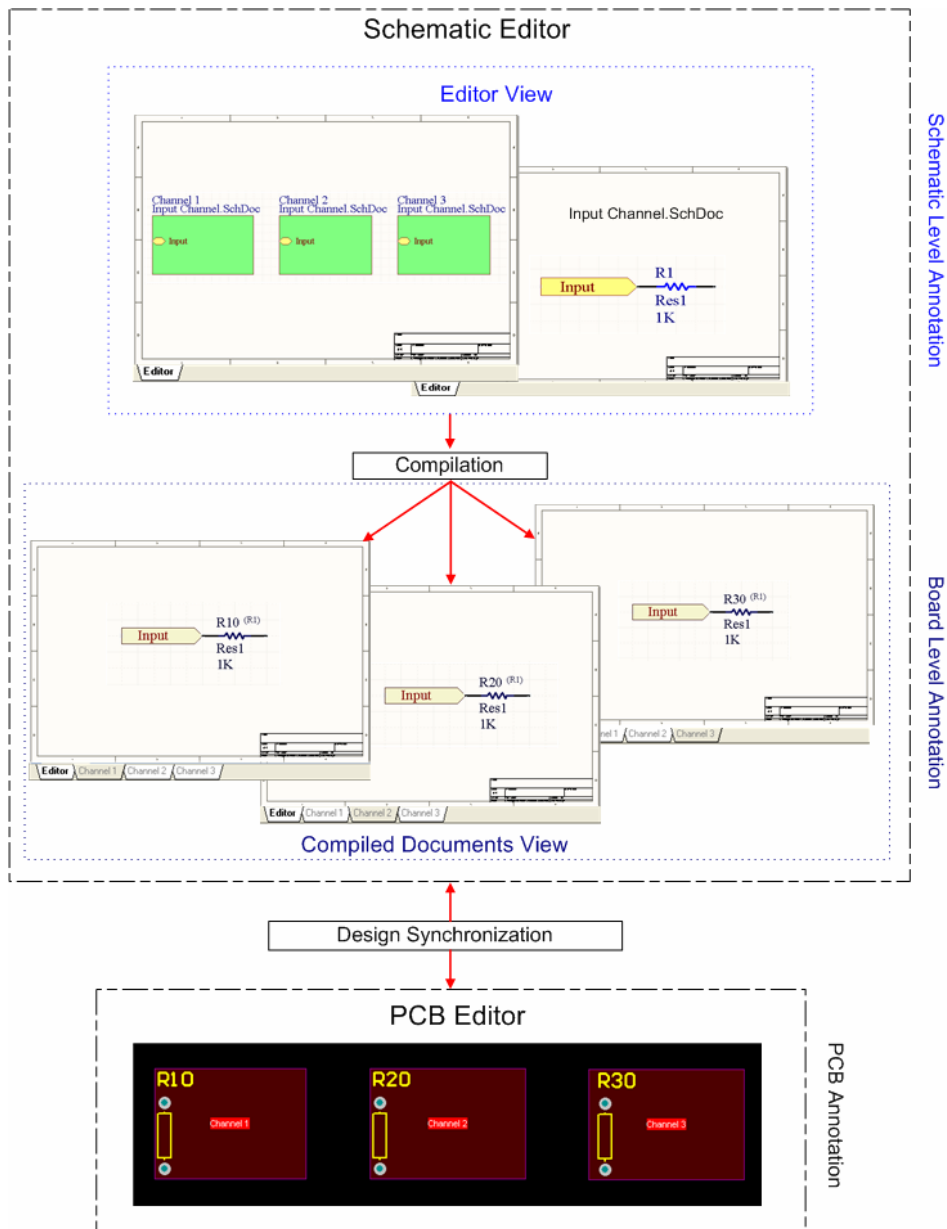 Schematic Editor
Editor View
Schematic Level Annotation
Channel 1
Input Channel.SchDoc
Input
Channel 2
Input Channel.SchDoc
Input
Channel 3
Input Channel.SchDoc
Input
Editor
Input Channel.SchDoc
Input
R1
Res1
1K
Editor
Compilation
Board Level Annotation
Input
R10 (R1)
Res1
1K
Editor Channel 1 Channel 2 Channel 3
Input
R20 (R1)
Res1
1K
Editor Channel 1 Channel 2 Channel 3
Input
R30 (R1)
Res1
1K
nel 1 Channel 2 Channel 3
Compiled Documents View
Design Synchronization
PCB Editor
PCB Annotation
R10
Channel 1
R20
Channel 2
R30
Channel 3